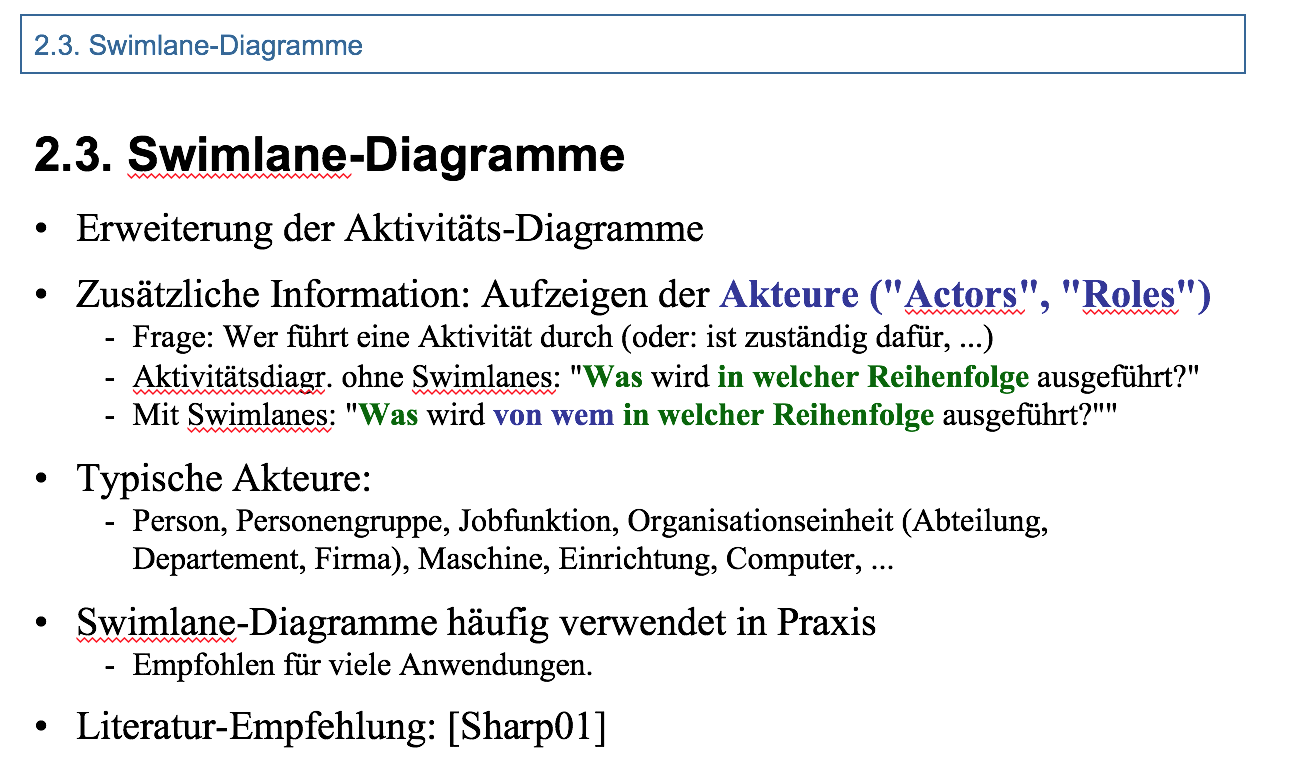 2.3. Swimlane-Diagramme
2.3. Swimlane-Diagramme
• Erweiterung der Aktivitäts-Diagramme
• Zusätzliche Information: Aufzeigen der Akteure ("Actors", "Roles")
- Frage: Wer führt eine Aktivität durch (oder: ist zuständig dafür, ...)
- Aktivitätsdiagr. ohne Swimlanes: "Was wird in welcher Reihenfolge ausgeführt?"
- Mit Swimlanes: "Was wird von wem in welcher Reihenfolge ausgeführt?""
• Typische Akteure:
- Person, Personengruppe, Jobfunktion, Organisationseinheit (Abteilung,
Departement, Firma), Maschine, Einrichtung, Computer, ...
• Swimlane-Diagramme häufig verwendet in Praxis
- Empfohlen für viele Anwendungen.
• Literatur-Empfehlung: [Sharp01]